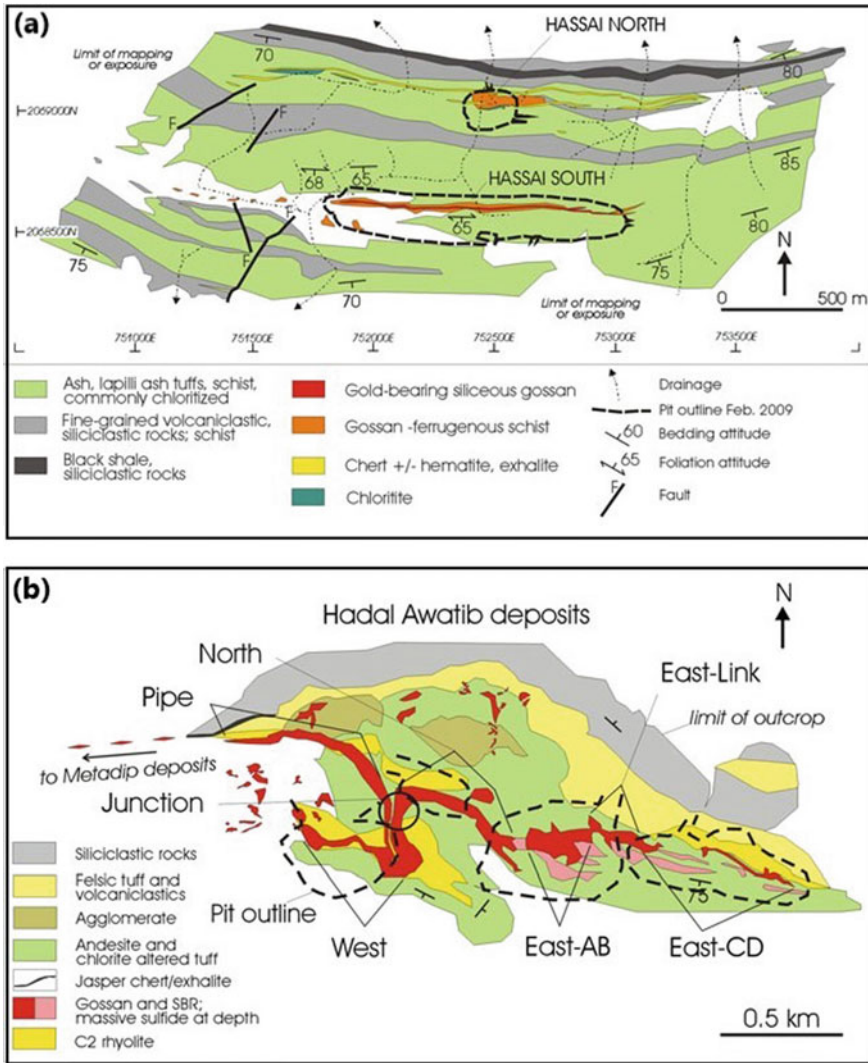 (a)
HASSAI NORTH
Limit of mapping
or exposure
70
80
2069000N
F
F
85
68
65
HASSAI SOUTH
65
F
F
2068500N
80
75
75
70
N
Limit of mapping
or exposure
0 500 m
751000E 751500E 752000E 752500E 753000E 753500E
Ash, lapilli ash tuffs, schist,
commonly chloritized
Fine-grained volcaniclastic,
siliciclastic rocks; schist
Black shale,
siliciclastic rocks
Gold-bearing siliceous gossan
Gossan -ferrugenous schist
Chert +/- hematite, exhalite
Chloritite
Drainage
Pit outline Feb. 2009
60 Bedding attitude
65 Foliation attitude
F Fault
(b)
Hadal Awatib deposits
N
North
Pipe
East-Link
limit of outcrop
to Metadip deposits
Junction
Pit outline
West
East-AB
75
East-CD
Siliciclastic rocks
Felsic tuff and
volcaniclastics
Agglomerate
Andesite and
chlorite altered tuff
Jasper chert/exhalite
Gossan and SBR;
massive sulfide at depth
C2 rhyolite
0.5 km